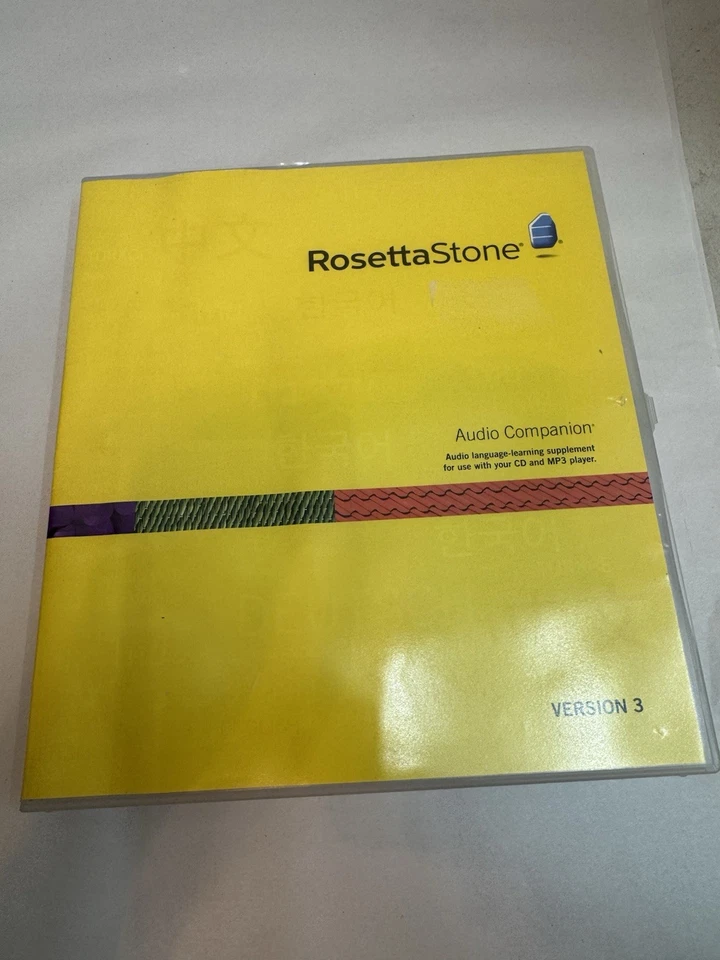 RosettaStone®
Audio Companion®
Audio language-learning supplement
for use with your CD and MP3 player.
VERSION 3